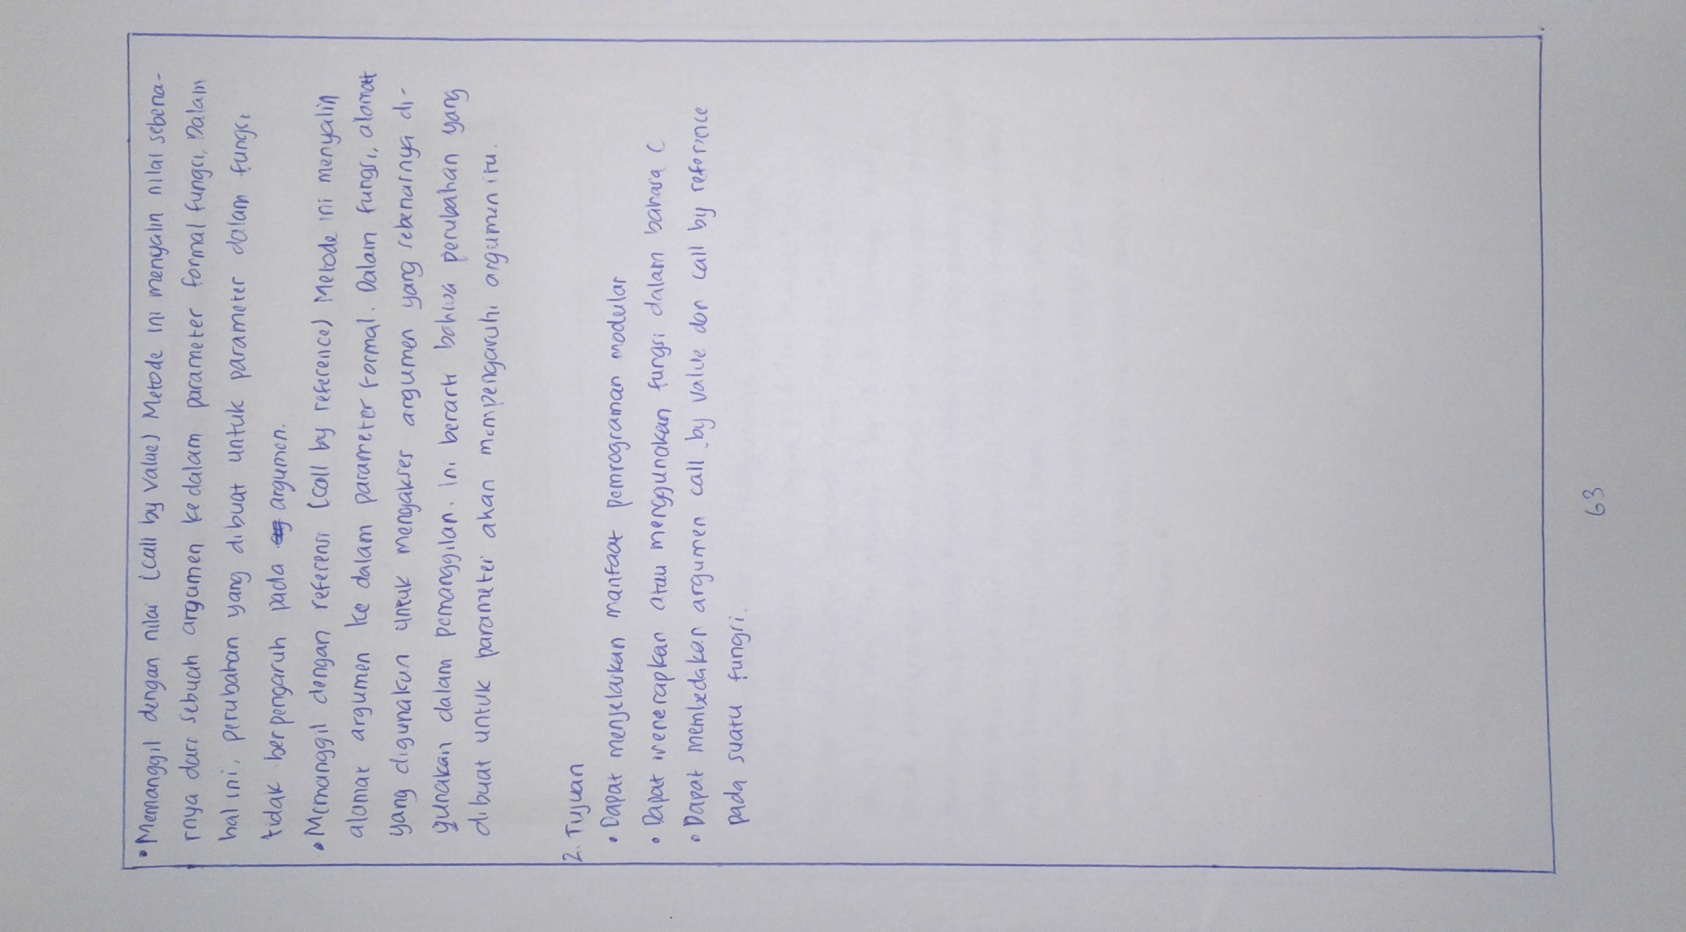 • Memanggil dengan nilai (call by value) Metode ini menyalin nilai sebena-
rnya dari sebuah argumen kedalam parameter formal fungsi. Dalam
hal ini, perubahan yang dibuat untuk parameter dalam fungsi
tidak berpengaruh pada argumen.
• Memanggil dengan referensi (call by reference) Metode ini menyalin
alamat argumen ke dalam parameter formal. Dalam fungsi, alamat
yang digunakan untuk mengakses argumen yang sebenarnya di-
gunakan dalam pemanggilan. Ini berarti bahwa perubahan yang
dibuat untuk parameter akan mempengaruhi argumen itu.
2. Tujuan
• Dapat menjelaskan manfaat pemrograman modular
• Dapat menerapkan atau menggunakan fungsi dalam bahasa C
• Dapat membedakan argumen call by value dan call by reference
pada suatu fungsi.
63